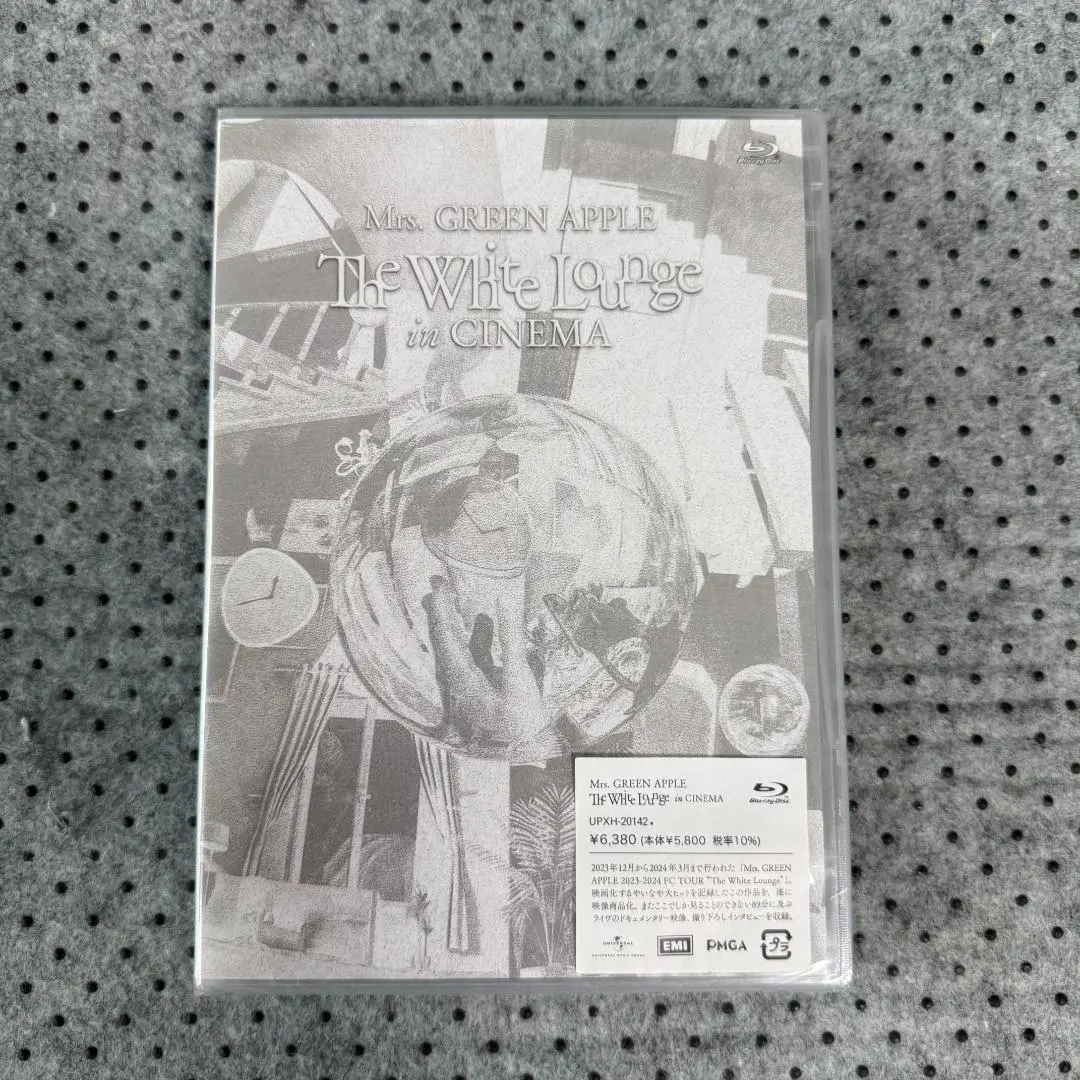 Blu-ray Disc
Mrs. GREEN APPLE
The White Lounge
in CINEMA
Mrs. GREEN APPLE
The White Lounge in CINEMA
Blu-ray Disc
UPXH-20142
¥6,380 (本体¥5,800 税率10%)
2023年12月から2024年3月まで行われた「Mrs. GREEN
APPLE 2023-2024 FC TOUR “The White Lounge”」。
映画化するやいなや大ヒットを記録したこの作品を、遂に
映像商品化。またここでしか見ることのできない89分に及ぶ
ライヴのドキュメンタリー映像、撮り下ろしインタビューを収録。
UNIVERSAL
UNIVERSAL MUSIC GROUP
EMI
PMGA
プラ